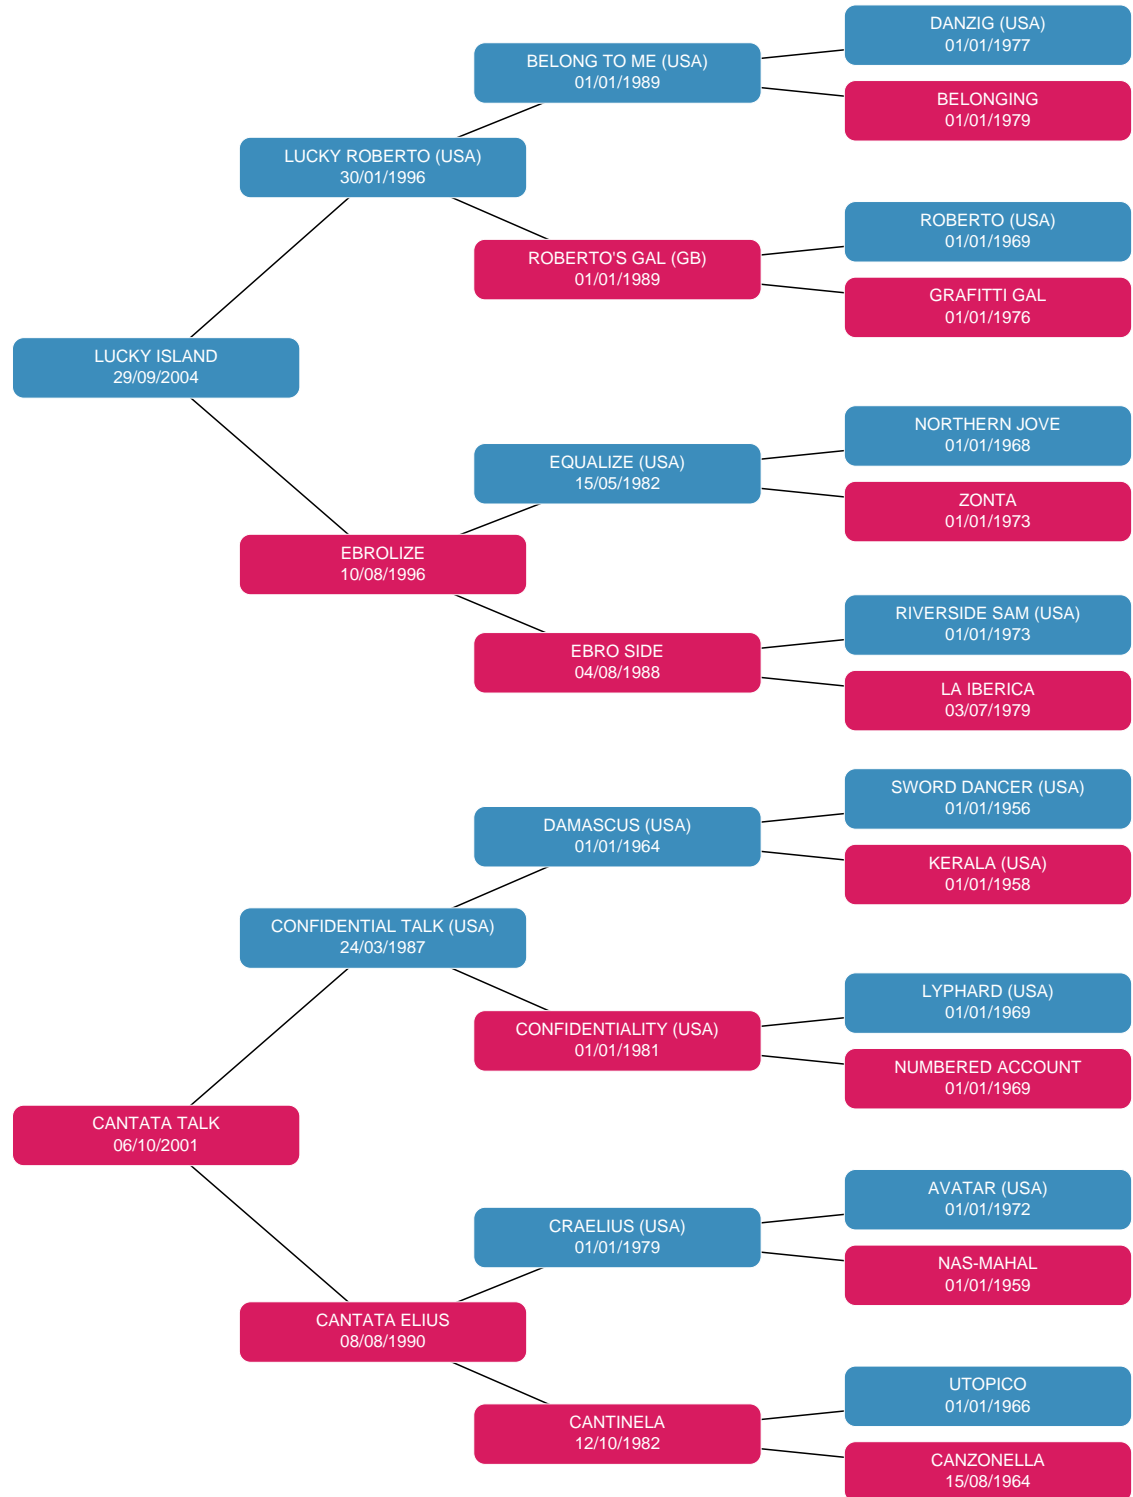 DANZIG (USA)
01/01/1977
BELONG TO ME (USA)
01/01/1989
BELONGING
01/01/1979
LUCKY ROBERTO (USA)
30/01/1996
ROBERTO (USA)
01/01/1969
ROBERTO'S GAL (GB)
01/01/1989
GRAFITTI GAL
01/01/1976
LUCKY ISLAND
29/09/2004
NORTHERN JOVE
01/01/1968
EQUALIZE (USA)
15/05/1982
ZONTA
01/01/1973
EBROLIZE
10/08/1996
RIVERSIDE SAM (USA)
01/01/1973
EBRO SIDE
04/08/1988
LA IBERICA
03/07/1979
SWORD DANCER (USA)
01/01/1956
DAMASCUS (USA)
01/01/1964
KERALA (USA)
01/01/1958
CONFIDENTIAL TALK (USA)
24/03/1987
LYPHARD (USA)
01/01/1969
CONFIDENTIALITY (USA)
01/01/1981
NUMBERED ACCOUNT
01/01/1969
CANTATA TALK
06/10/2001
AVATAR (USA)
01/01/1972
CRAELIUS (USA)
01/01/1979
NAS-MAHAL
01/01/1959
CANTATA ELIUS
08/08/1990
UTOPICO
01/01/1966
CANTINELA
12/10/1982
CANZONELLA
15/08/1964